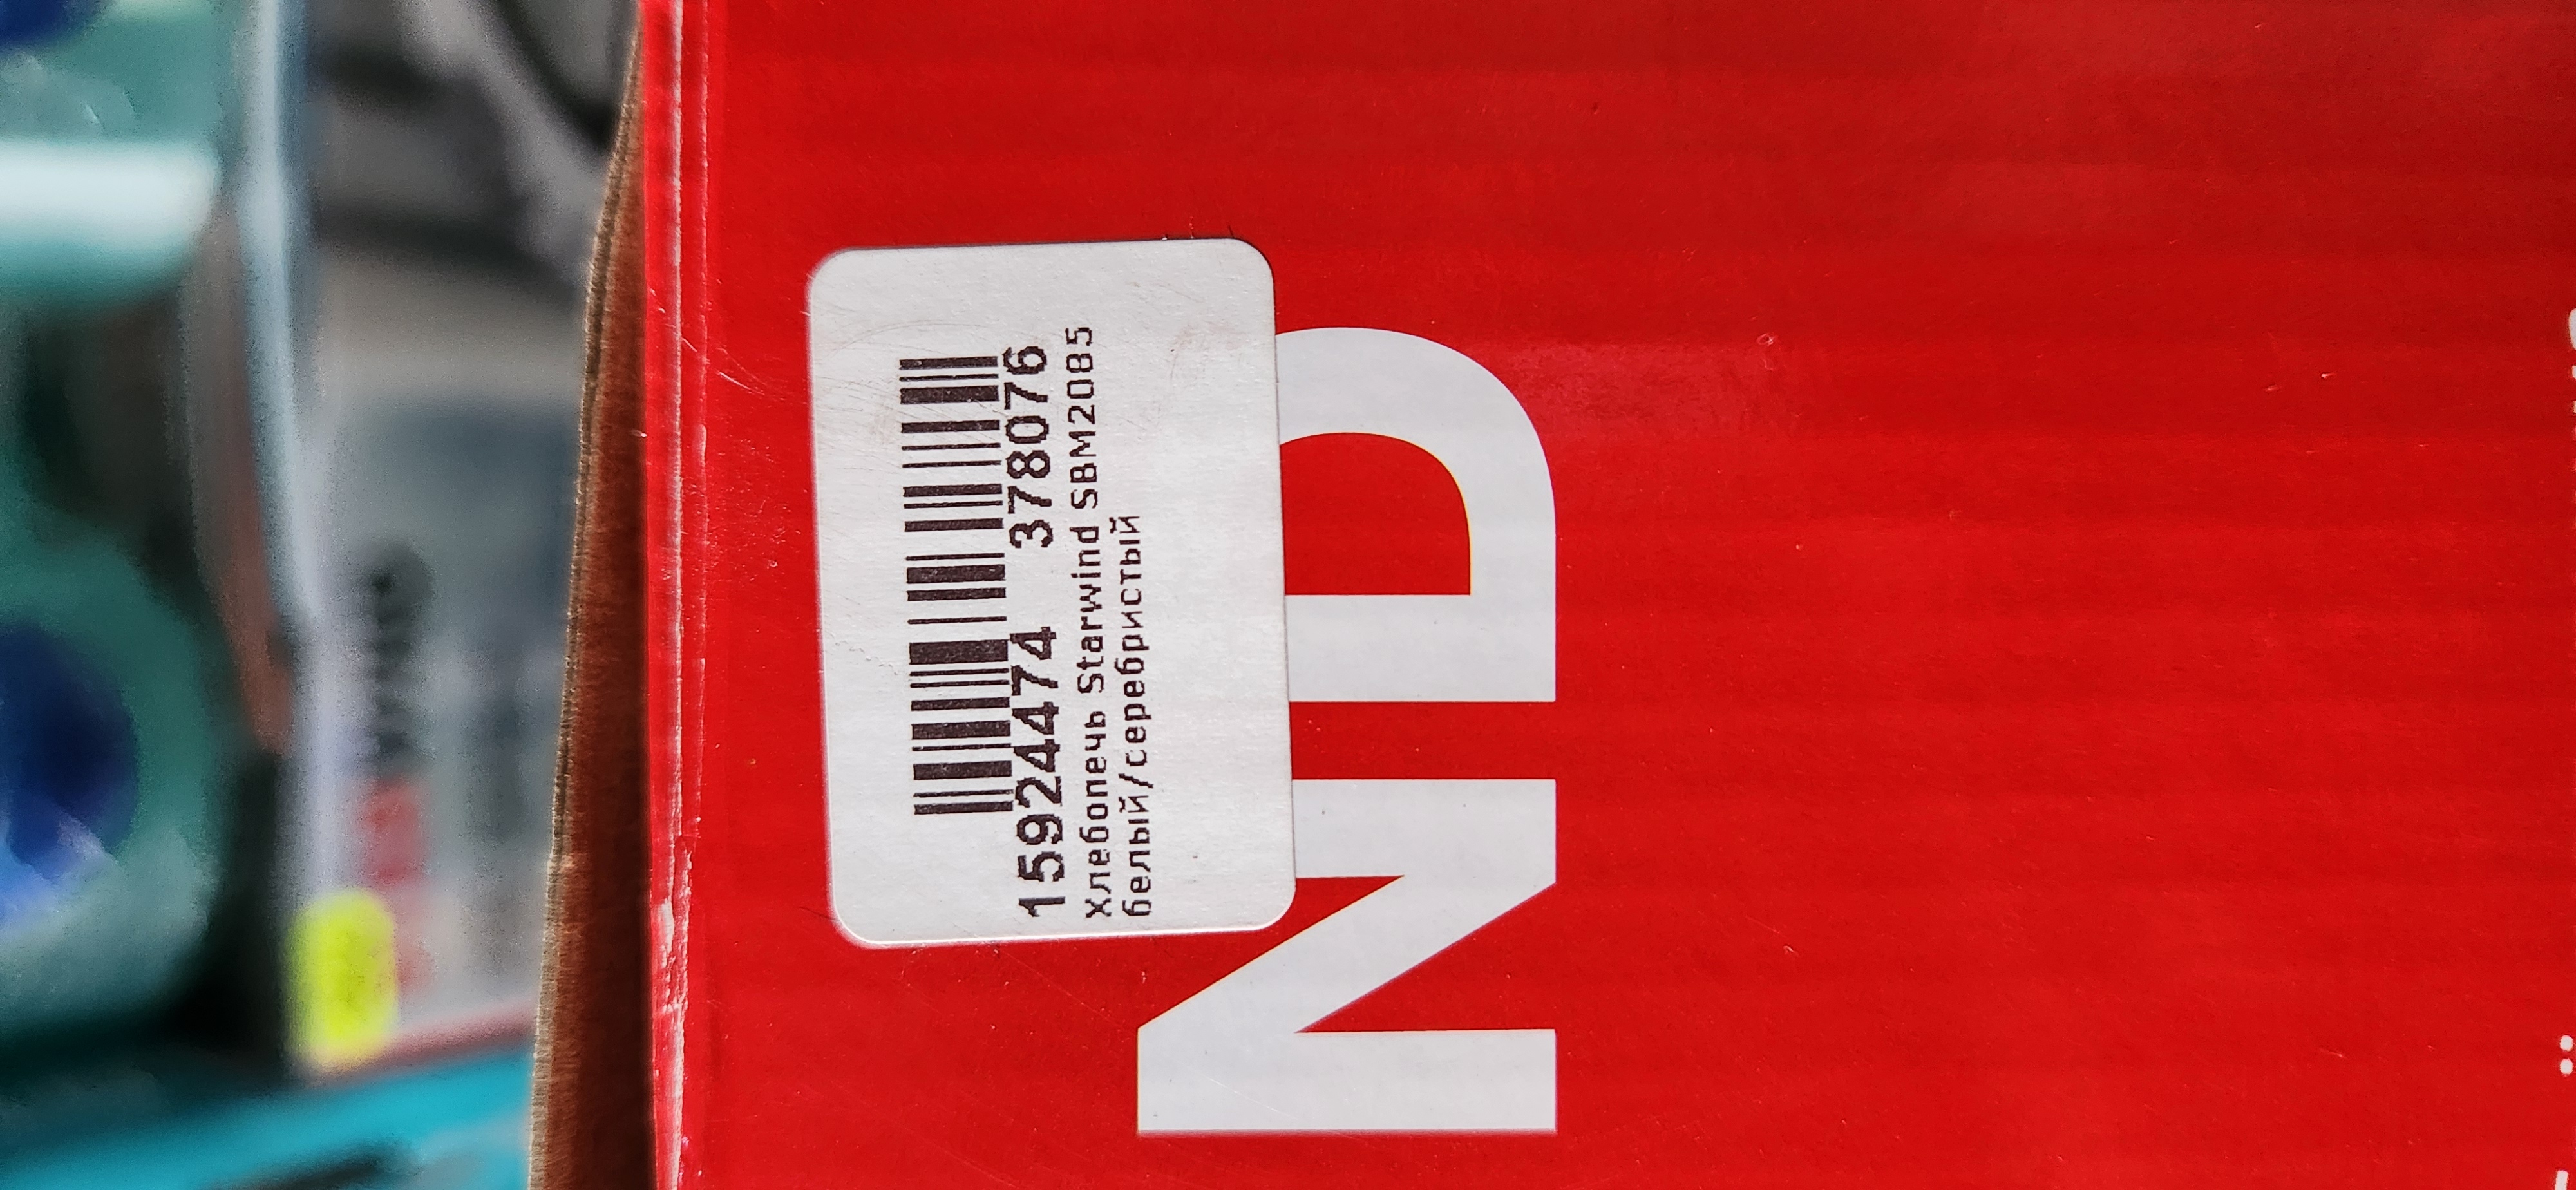 15924474 378076
Хлебопечь Starwind SBM2085
белый/серебристый
ND